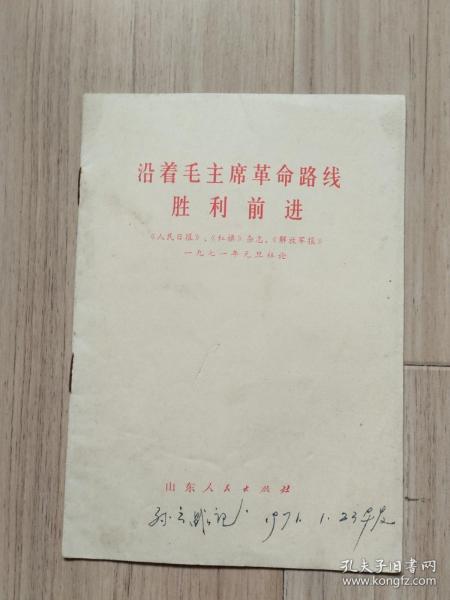 沿着毛主席革命路线
胜利前进
《人民日报》、《红旗》杂志、《解放军报》
一九七一年元旦社论
山东人民出版社
1971.1.23
孔夫子旧书网
www.kongfz.com